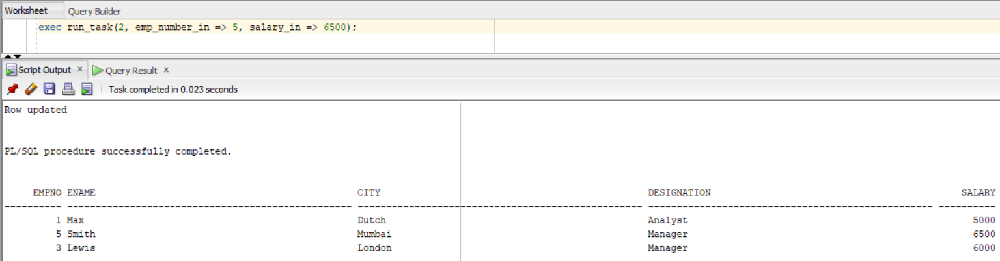 Worksheet Query Builder
exec run_task(2, emp_number_in => 5, salary_in => 6500);
Script Output x Query Result x
Task completed in 0.023 seconds
Row updated
PL/SQL procedure successfully completed.
EMPNO ENAME CITY DESIGNATION SALARY
---------- -------------------------------------------------- -------------------------------------------------- -------------------------------------------------- ----------
1 Max Dutch Analyst 5000
5 Smith Mumbai Manager 6500
3 Lewis London Manager 6000